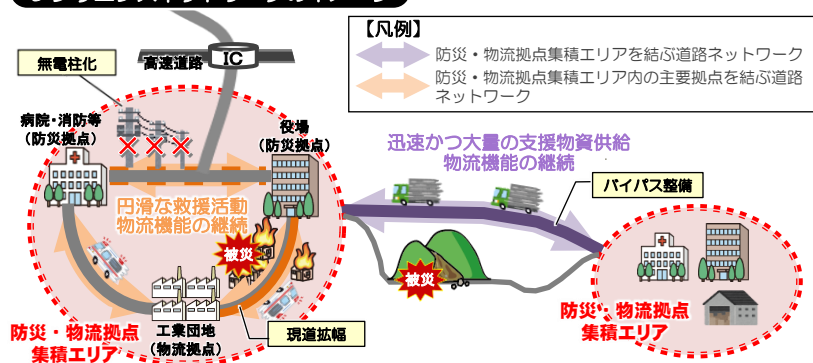 【凡例】
防災・物流拠点集積エリアを結ぶ道路ネットワーク
防災・物流拠点集積エリア内の主要拠点を結ぶ道路
ネットワーク
高速道路
IC
無電柱化
病院・消防等
(防災拠点)
役場
(防災拠点)
円滑な救援活動
物流機能の継続
被災
迅速かつ大量の支援物資供給
物流機能の継続
バイパス整備
被災
工業団地
(物流拠点)
現道拡幅
防災・物流拠点
集積エリア
防災・物流拠点
集積エリア